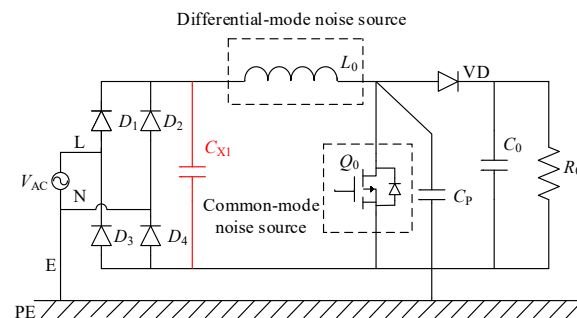 Differential-mode noise source
L0
VD
D1
D2
CX1
L
Q0
C0
VAC
N
CP
Common-mode
noise source
D3
D4
E
PE